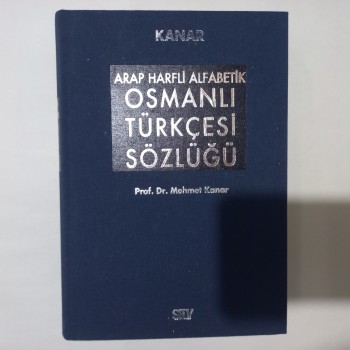 KANAR
ARAP HARFLİ ALFABETİK
OSMANLI
TÜRKÇESİ
SÖZLÜĞÜ
Prof. Dr. Mehmet Kanar
SAY